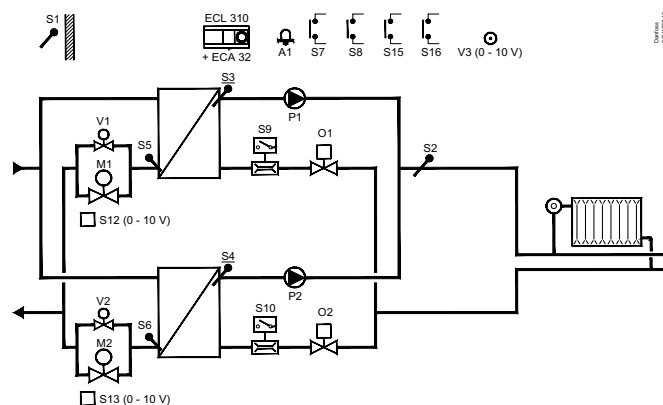 S1
ECL 310
+ ECA 32
A1
S7
S8
S15
S16
V3 (0 - 10 V)
Danfoss
S3
P1
V1
M1
S5
S9
O1
S2
S12 (0 - 10 V)
S4
P2
V2
M2
S6
S10
O2
S13 (0 - 10 V)